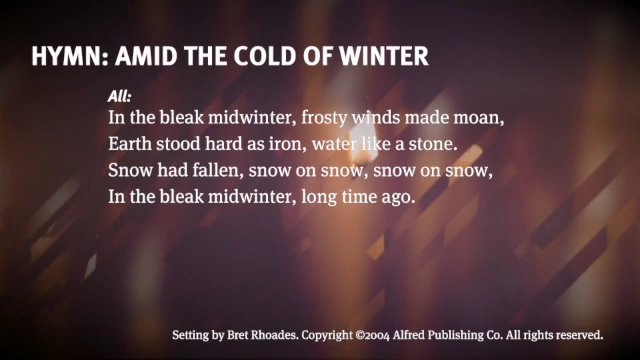 HYMN: AMID THE COLD OF WINTER
All:
In the bleak midwinter, frosty winds made moan,
Earth stood hard as iron, water like a stone.
Snow had fallen, snow on snow, snow on snow,
In the bleak midwinter, long time ago.
Setting by Bret Rhoades. Copyright ©2004 Alfred Publishing Co. All rights reserved.